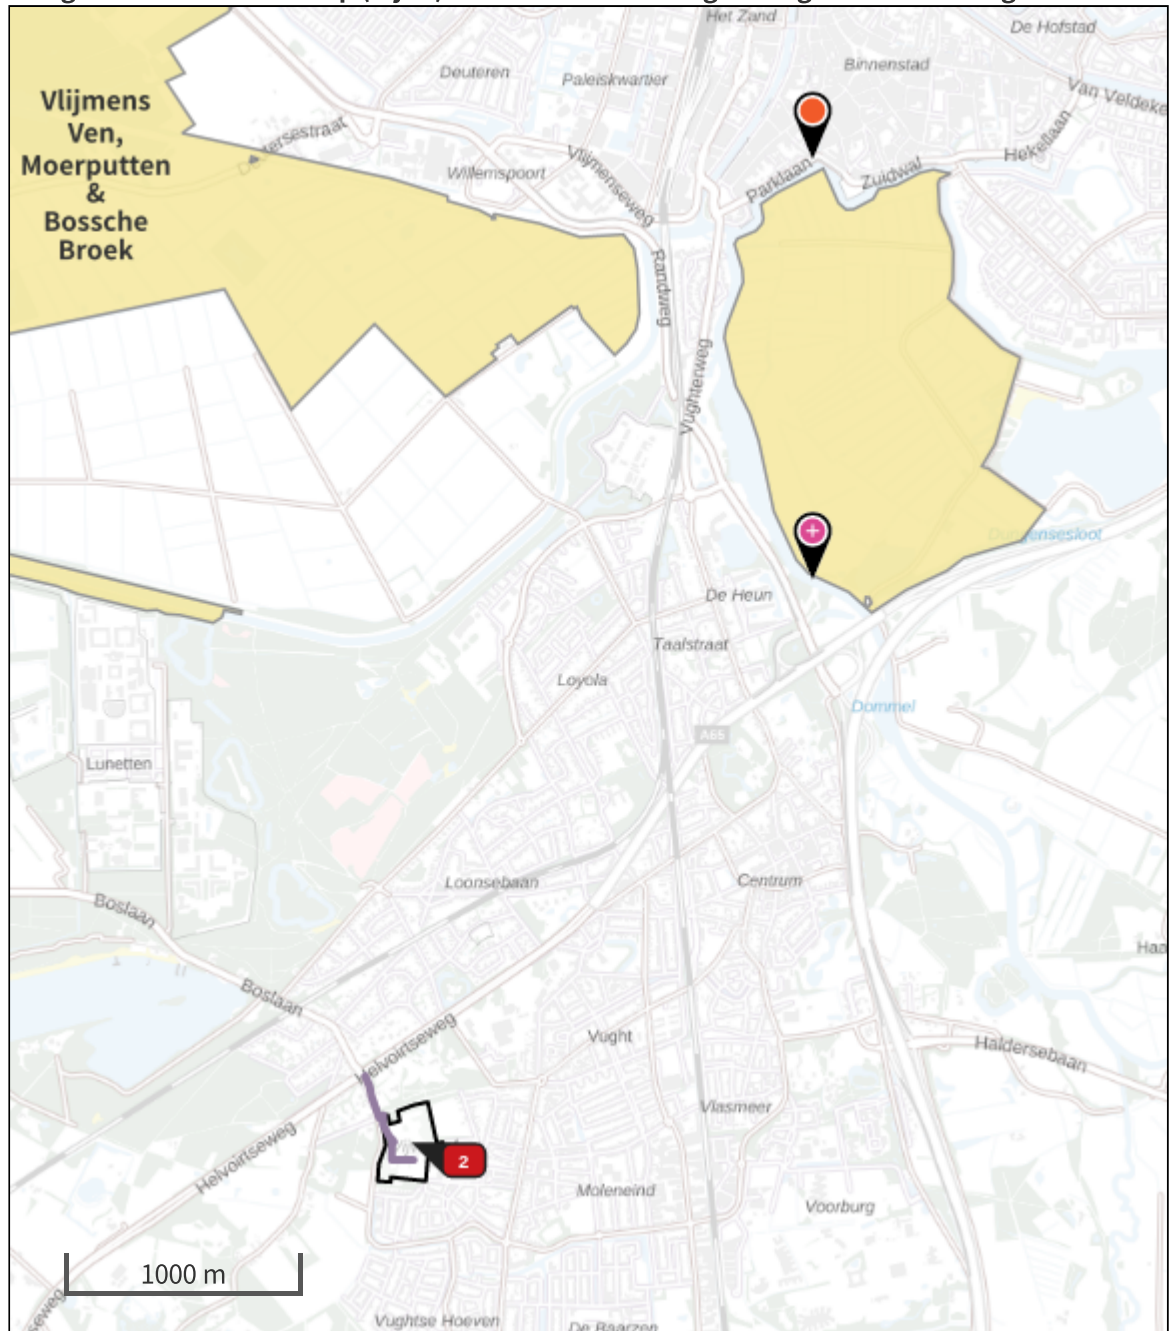 Het Zand
De Hofstad
Deuteren
Paleiskwartier
Binnenstad
Van Veldeke
Vlijmens
Ven,
Moerputten
&
Bossche
Broek
Willemspoort
Vlijmenseweg
Parklaan
Zuidwal
Hekellaan
Randweg
Vughterweg
De Heun
Taalstraat
Loyola
Dommel
A65
Lunetten
Loonsebaan
Centrum
Boslaan
Boslaan
Haa
Helvoirtseweg
Vught
Haldersebaan
Vlasmeer
Helvoirtseweg
2
Moleneind
Voorburg
1000 m
seweg
Vughtse Hoeven
De Baarzen